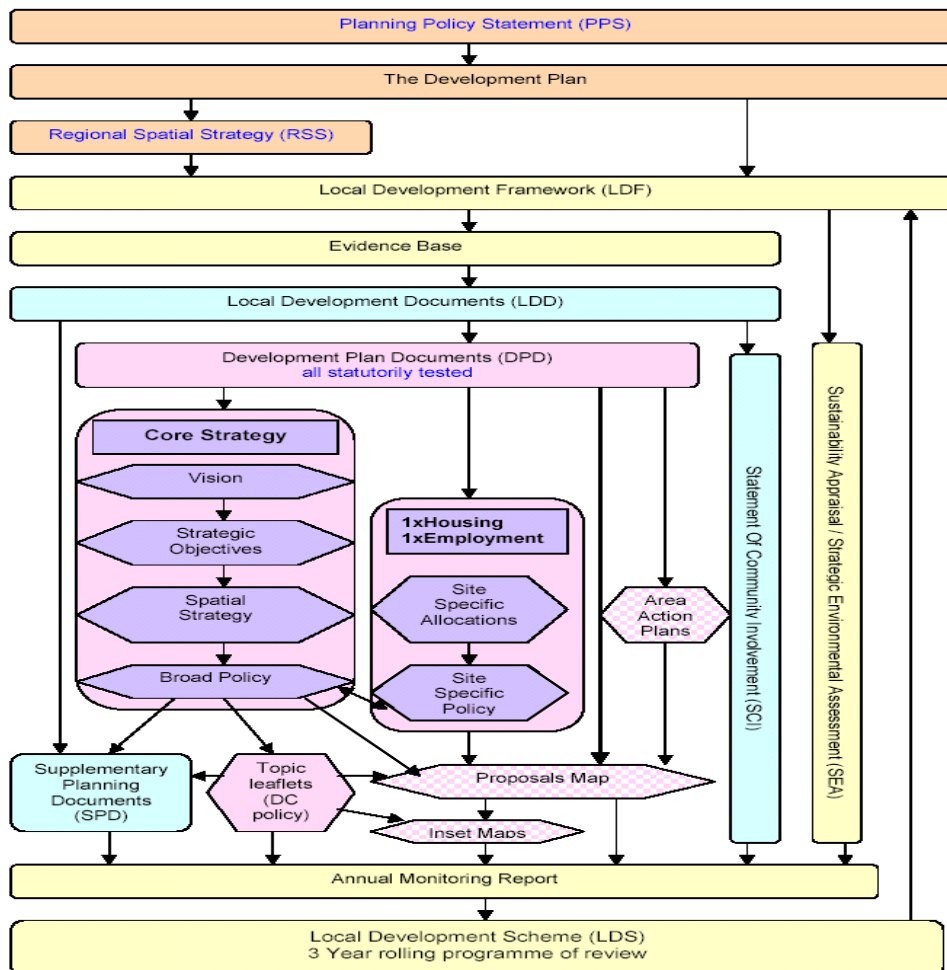 Planning Policy Statement (PPS)
The Development Plan
Regional Spatial Strategy (RSS)
Local Development Framework (LDF)
Evidence Base
Local Development Documents (LDD)
Development Plan Documents (DPD)
all statutorily tested
Core Strategy
Vision
Strategic
Objectives
Spatial
Strategy
Broad Policy
1xHousing
1xEmployment
Site
Specific
Allocations
Site
Specific
Policy
Area
Action
Plans
Statement Of Community Involvement (SCI)
Sustainability Appraisal / Strategic Environmental Assessment (SEA)
Supplementary
Planning
Documents
(SPD)
Topic
leaflets
(DC
policy)
Proposals Map
Inset Maps
Annual Monitoring Report
Local Development Scheme (LDS)
3 Year rolling programme of review